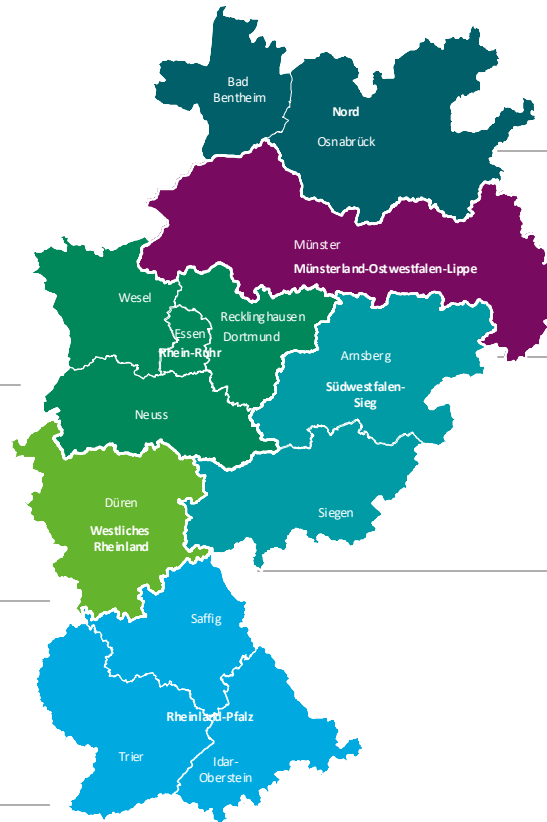 Bad
Bentheim
Nord
Osnabrück
Münster
Münsterland-Ostwestfalen-Lippe
Wesel
Recklinghausen
Essen
Dortmund
Rhein-Ruhr
Arnsberg
Südwestfalen-
Sieg
Neuss
Düren
Westliches
Rheinland
Siegen
Saffig
Rheinland-Pfalz
Trier
Idar-
Oberstein